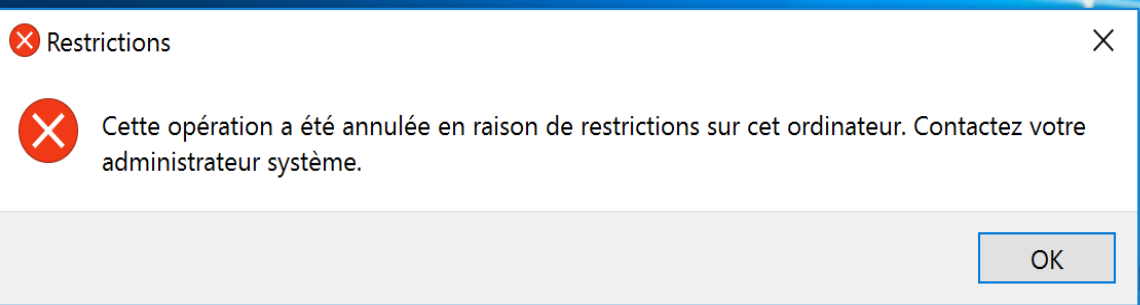 Restrictions
Cette opération a été annulée en raison de restrictions sur cet ordinateur. Contactez votre
administrateur système.
OK